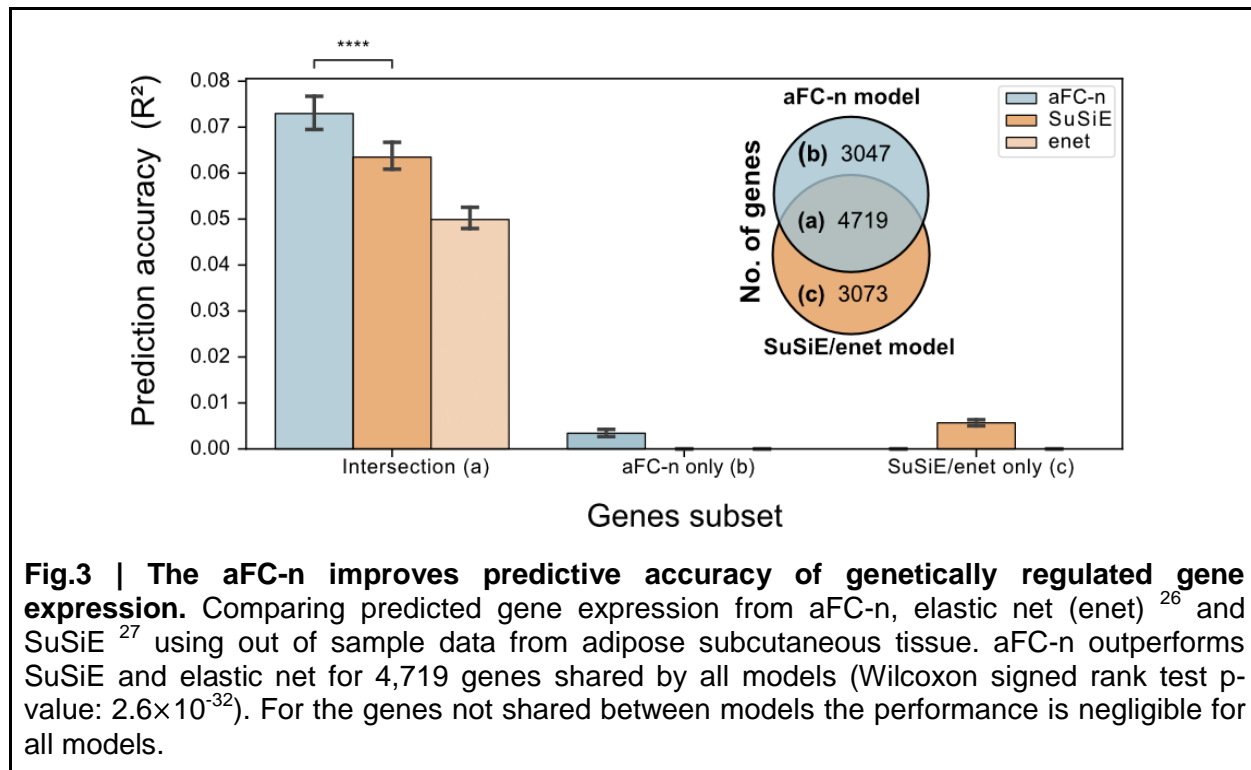 ****
Prediction accuracy (R²)
0.08
0.07
0.06
0.05
0.04
0.03
0.02
0.01
0.00
aFC-n model
No. of genes
(b) 3047
(a) 4719
(c) 3073
SuSiE/enet model
aFC-n
SuSiE
enet
Intersection (a)
aFC-n only (b)
SuSiE/enet only (c)
Genes subset
Fig.3 | The aFC-n improves predictive accuracy of genetically regulated gene
expression. Comparing predicted gene expression from aFC-n, elastic net (enet) 26 and
SuSiE 27 using out of sample data from adipose subcutaneous tissue. aFC-n outperforms
SuSiE and elastic net for 4,719 genes shared by all models (Wilcoxon signed rank test p-
value: 2.6×10-32). For the genes not shared between models the performance is negligible for
all models.